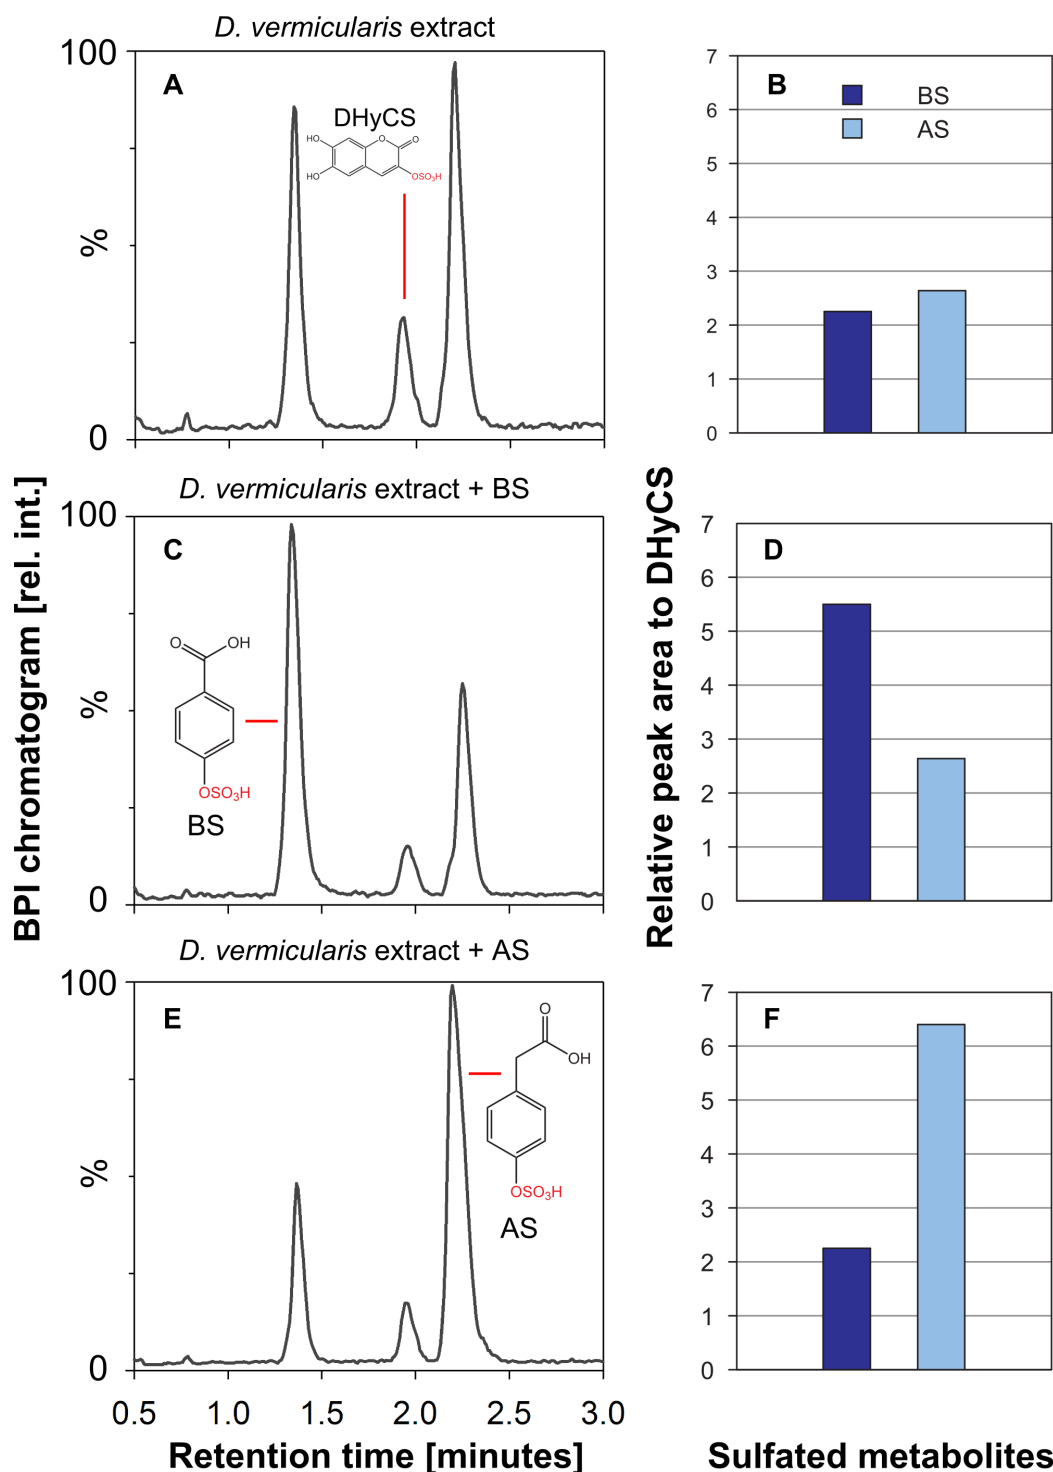 D. vermicularis extract
100
A
DHyCS
HO
HO
O
O
OSO3H
%
0
7
B
BS
6
AS
5
4
3
2
1
0
D. vermicularis extract + BS
BPI chromatogram [rel. int.]
100
C
O
OH
OSO3H
BS
%
0
Relative peak area to DHyCS
7
D
6
5
4
3
2
1
0
D. vermicularis extract + AS
100
E
O
OH
OSO3H
AS
%
0
0.5 1.0 1.5 2.0 2.5 3.0
Retention time [minutes]
7
F
6
5
4
3
2
1
0
Sulfated metabolites